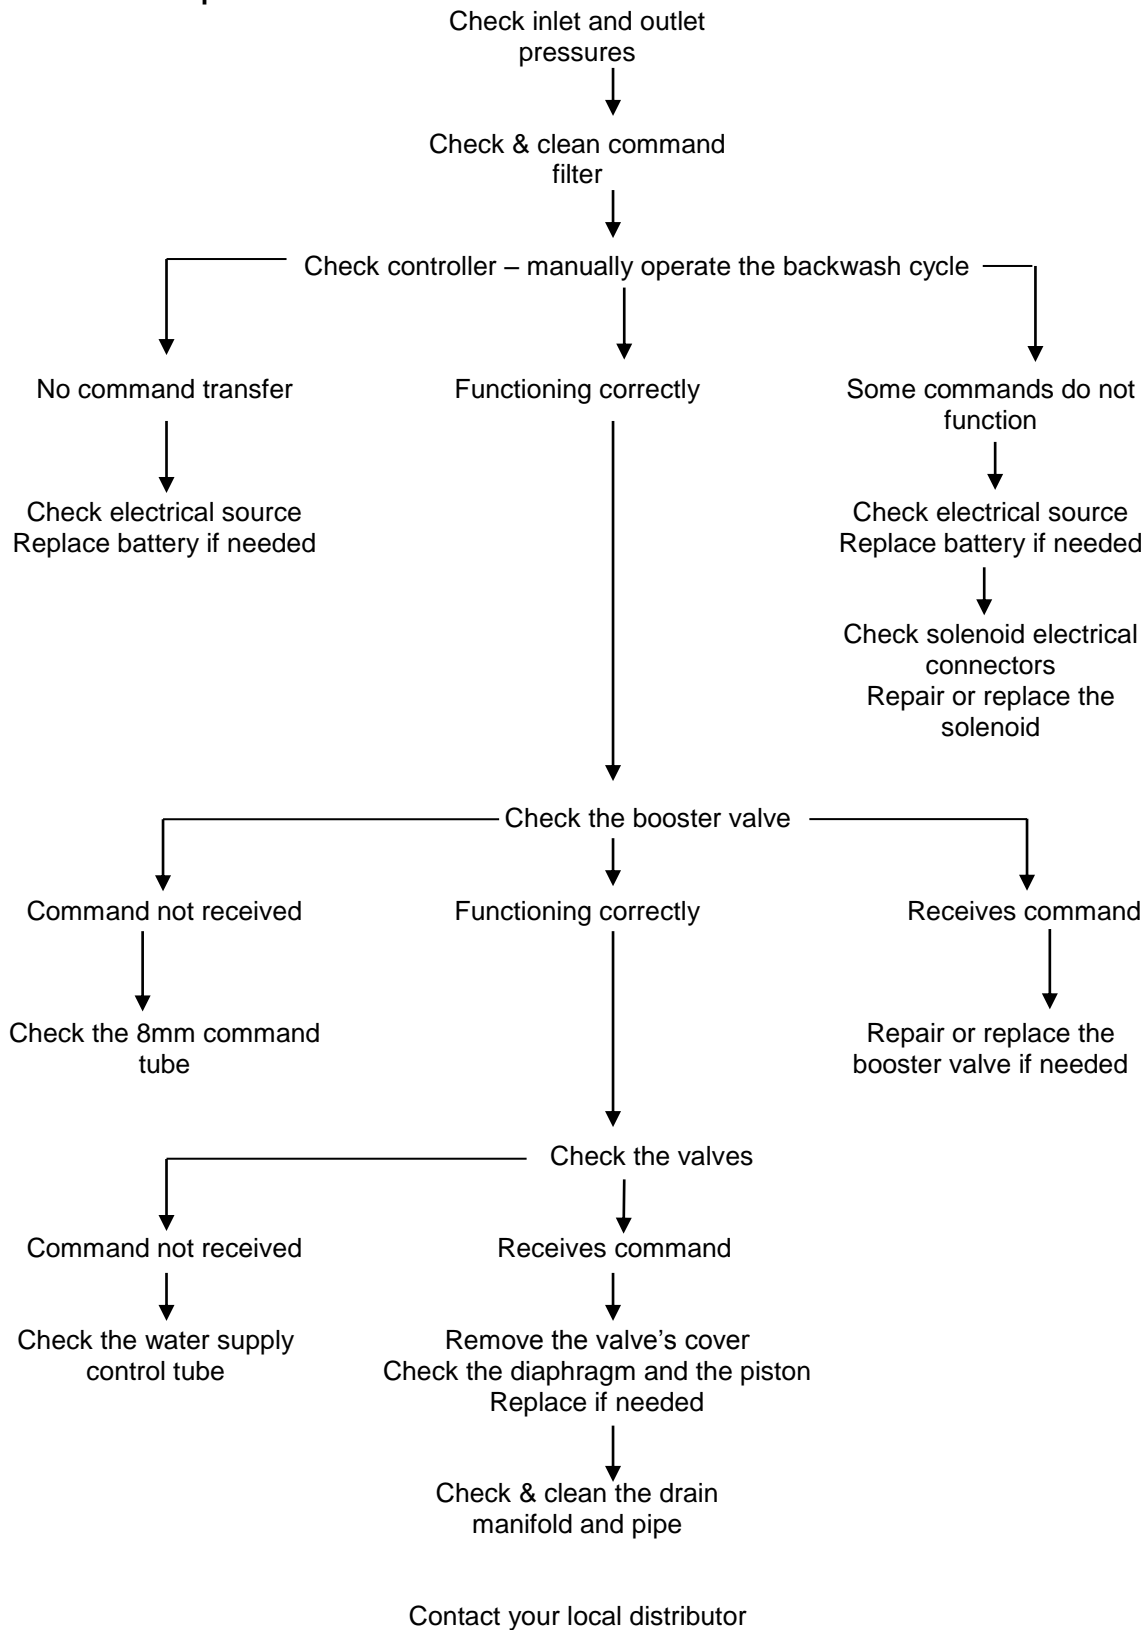 Check inlet and outlet
pressures
Check & clean command
filter
Check controller – manually operate the backwash cycle
No command transfer
Functioning correctly
Some commands do not
function
Check electrical source
Replace battery if needed
Check electrical source
Replace battery if needed
Check solenoid electrical
connectors
Repair or replace the
solenoid
Check the booster valve
Command not received
Functioning correctly
Receives command
Check the 8mm command
tube
Repair or replace the
booster valve if needed
Check the valves
Command not received
Receives command
Check the water supply
control tube
Remove the valve’s cover
Check the diaphragm and the piston
Replace if needed
Check & clean the drain
manifold and pipe
Contact your local distributor